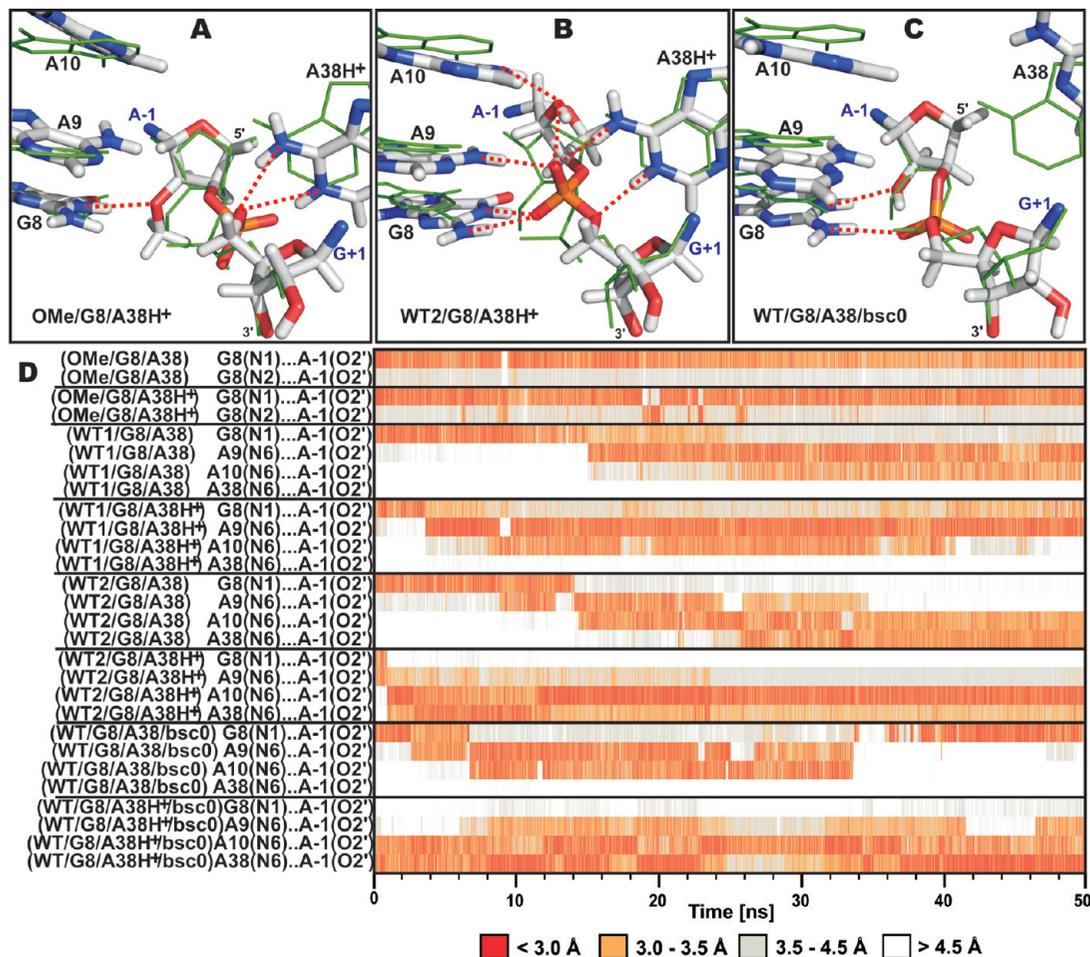 A
A10
A38H+
A-1
5'
A9
G8
G+1
OMe/G8/A38H+
3'
B
A10
A38H+
A-1
A9
G8
G+1
WT2/G8/A38H+
3'
C
A10
A38
A-1
5'
A9
G+1
G8
WT/G8/A38/bsc0
3'
D
(OMe/G8/A38) G8(N1)...A-1(O2')
(OMe/G8/A38) G8(N2)...A-1(O2')
(OMe/G8/A38H+) G8(N1)...A-1(O2')
(OMe/G8/A38H+) G8(N2)...A-1(O2')
(WT1/G8/A38) G8(N1)...A-1(O2')
(WT1/G8/A38) A9(N6)...A-1(O2')
(WT1/G8/A38) A10(N6)...A-1(O2')
(WT1/G8/A38) A38(N6)...A-1(O2')
(WT1/G8/A38H+) G8(N1)...A-1(O2')
(WT1/G8/A38H+) A9(N6)...A-1(O2')
(WT1/G8/A38H+) A10(N6)...A-1(O2')
(WT1/G8/A38H+) A38(N6)...A-1(O2')
(WT2/G8/A38) G8(N1)...A-1(O2')
(WT2/G8/A38) A9(N6)...A-1(O2')
(WT2/G8/A38) A10(N6)...A-1(O2')
(WT2/G8/A38) A38(N6)...A-1(O2')
(WT2/G8/A38H+) G8(N1)...A-1(O2')
(WT2/G8/A38H+) A9(N6)...A-1(O2')
(WT2/G8/A38H+) A10(N6)...A-1(O2')
(WT2/G8/A38H+) A38(N6)...A-1(O2')
(WT/G8/A38/bsc0) G8(N1)..A-1(O2')
(WT/G8/A38/bsc0) A9(N6)...A-1(O2')
(WT/G8/A38/bsc0) A10(N6)..A-1(O2')
(WT/G8/A38/bsc0) A38(N6)..A-1(O2')
(WT/G8/A38H+/bsc0)G8(N1)...A-1(O2')
(WT/G8/A38H+/bsc0)A9(N6)...A-1(O2')
(WT/G8/A38H+/bsc0)A10(N6)..A-1(O2')
(WT/G8/A38H+/bsc0)A38(N6)..A-1(O2')
0 10 20 30 40 50
Time [ns]
< 3.0 Å 3.0 - 3.5 Å 3.5 - 4.5 Å > 4.5 Å